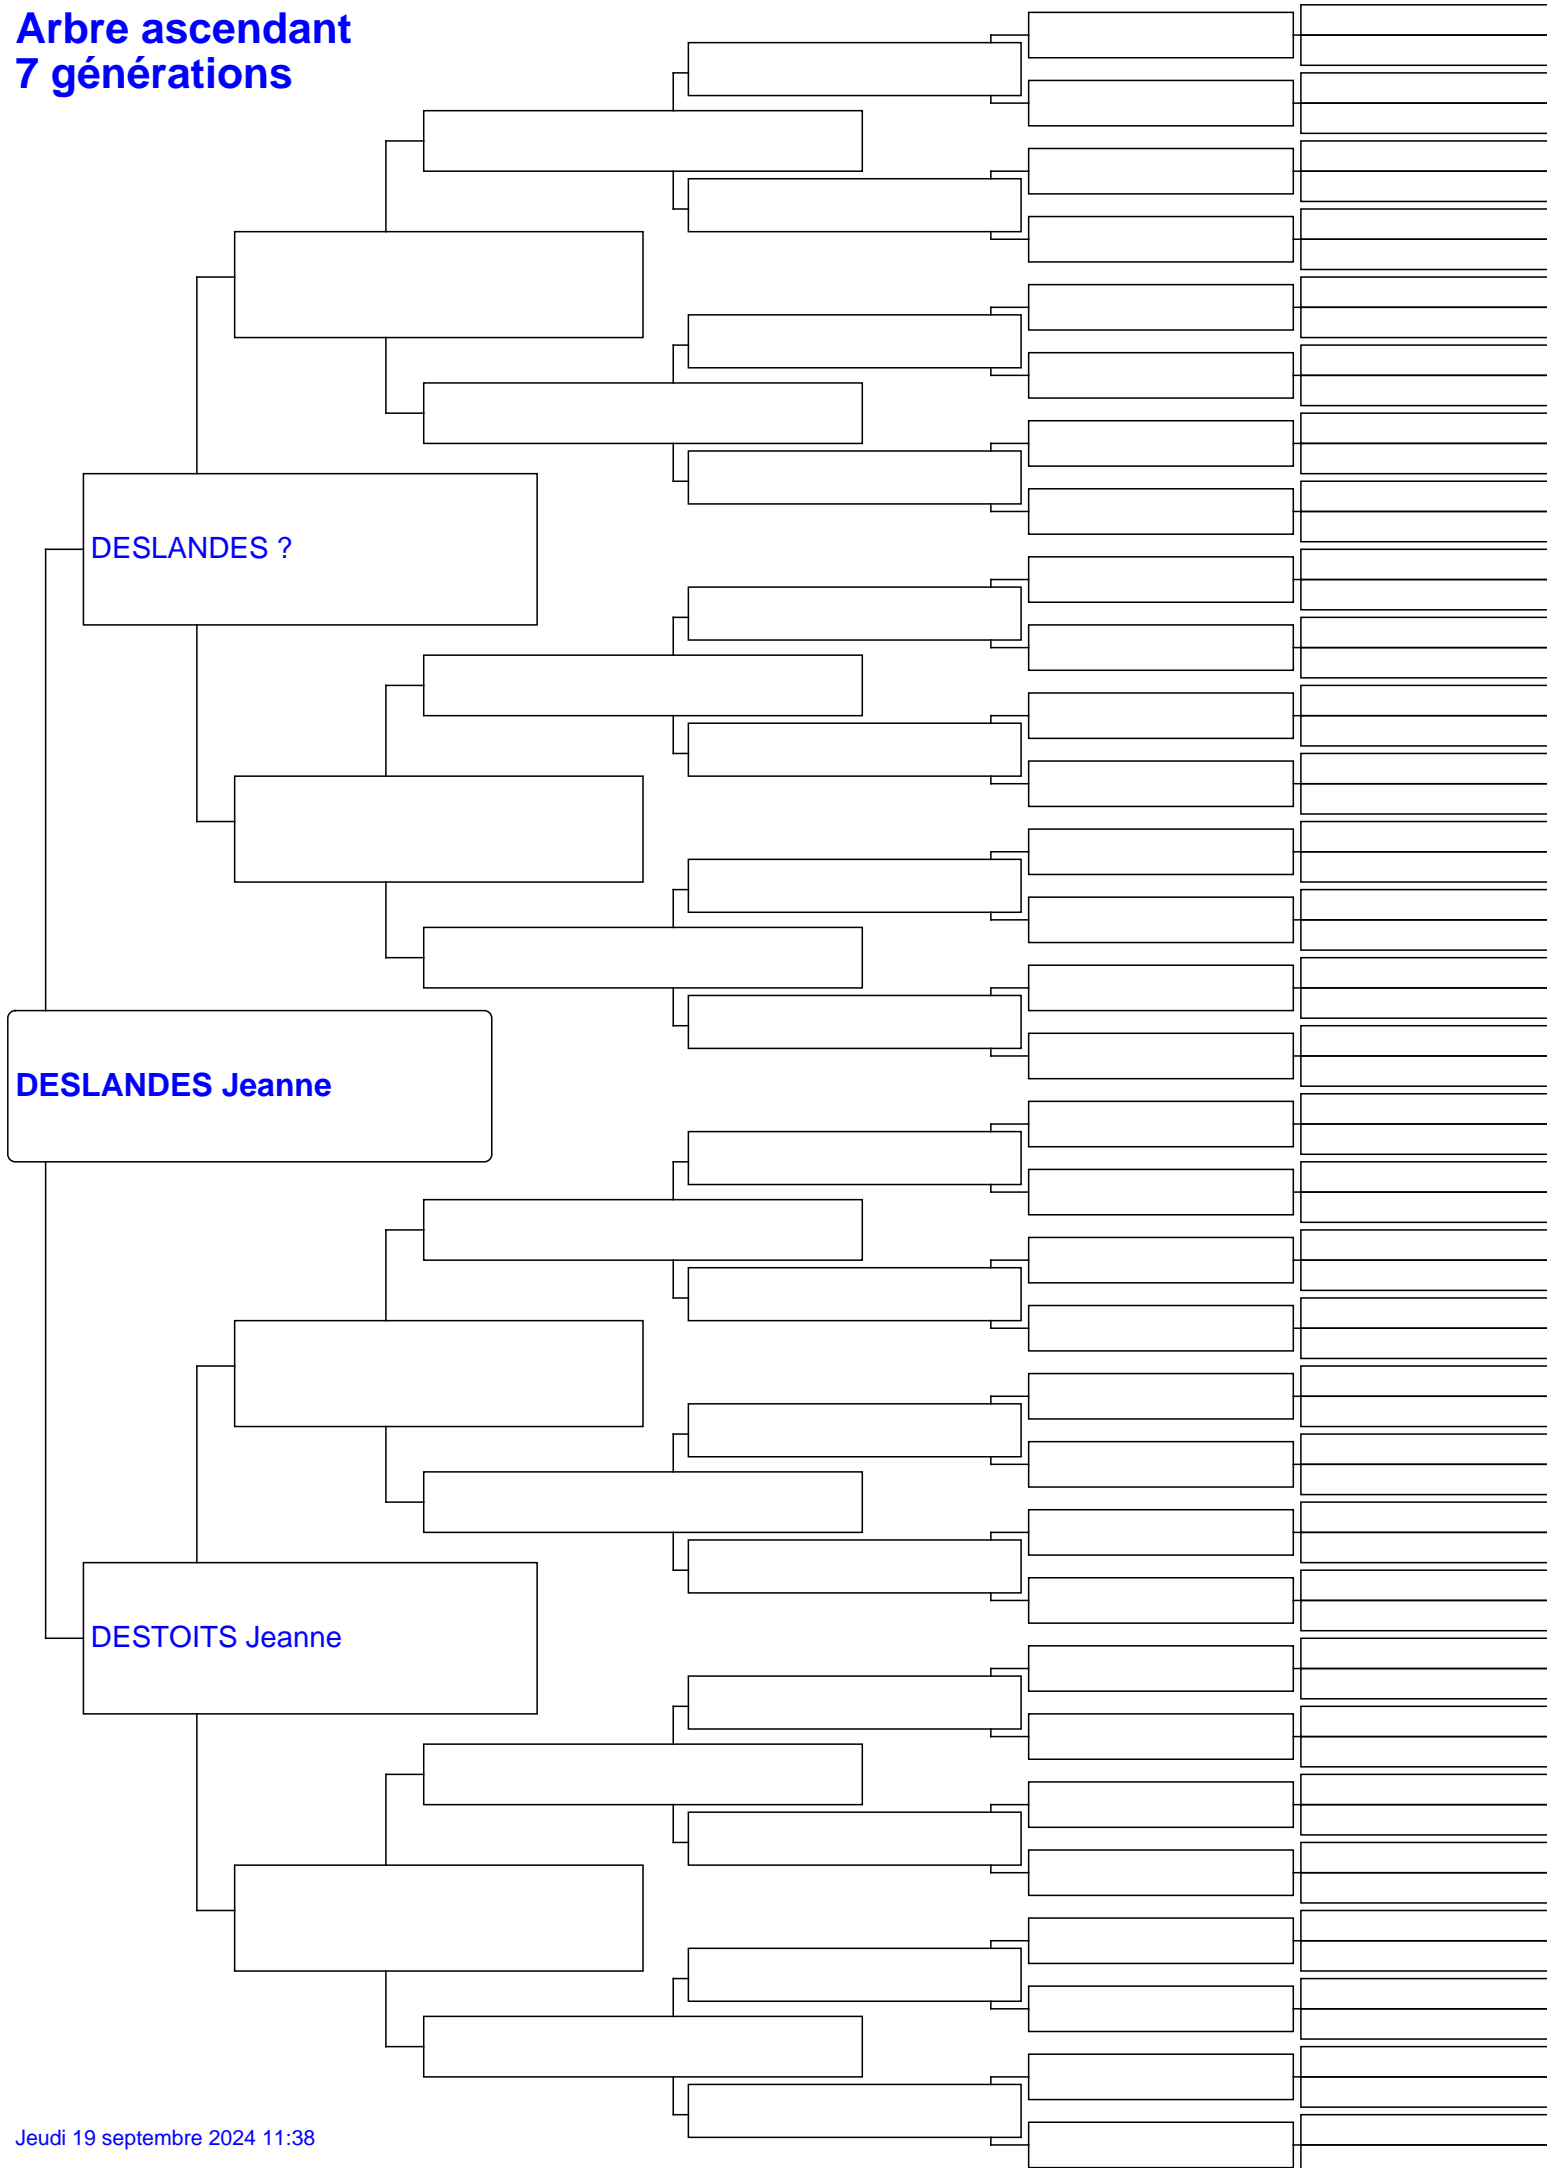 Arbre ascendant
7 générations
DESLANDES ?
DESLANDES Jeanne
DESTOITS Jeanne
Jeudi 19 septembre 2024 11:38